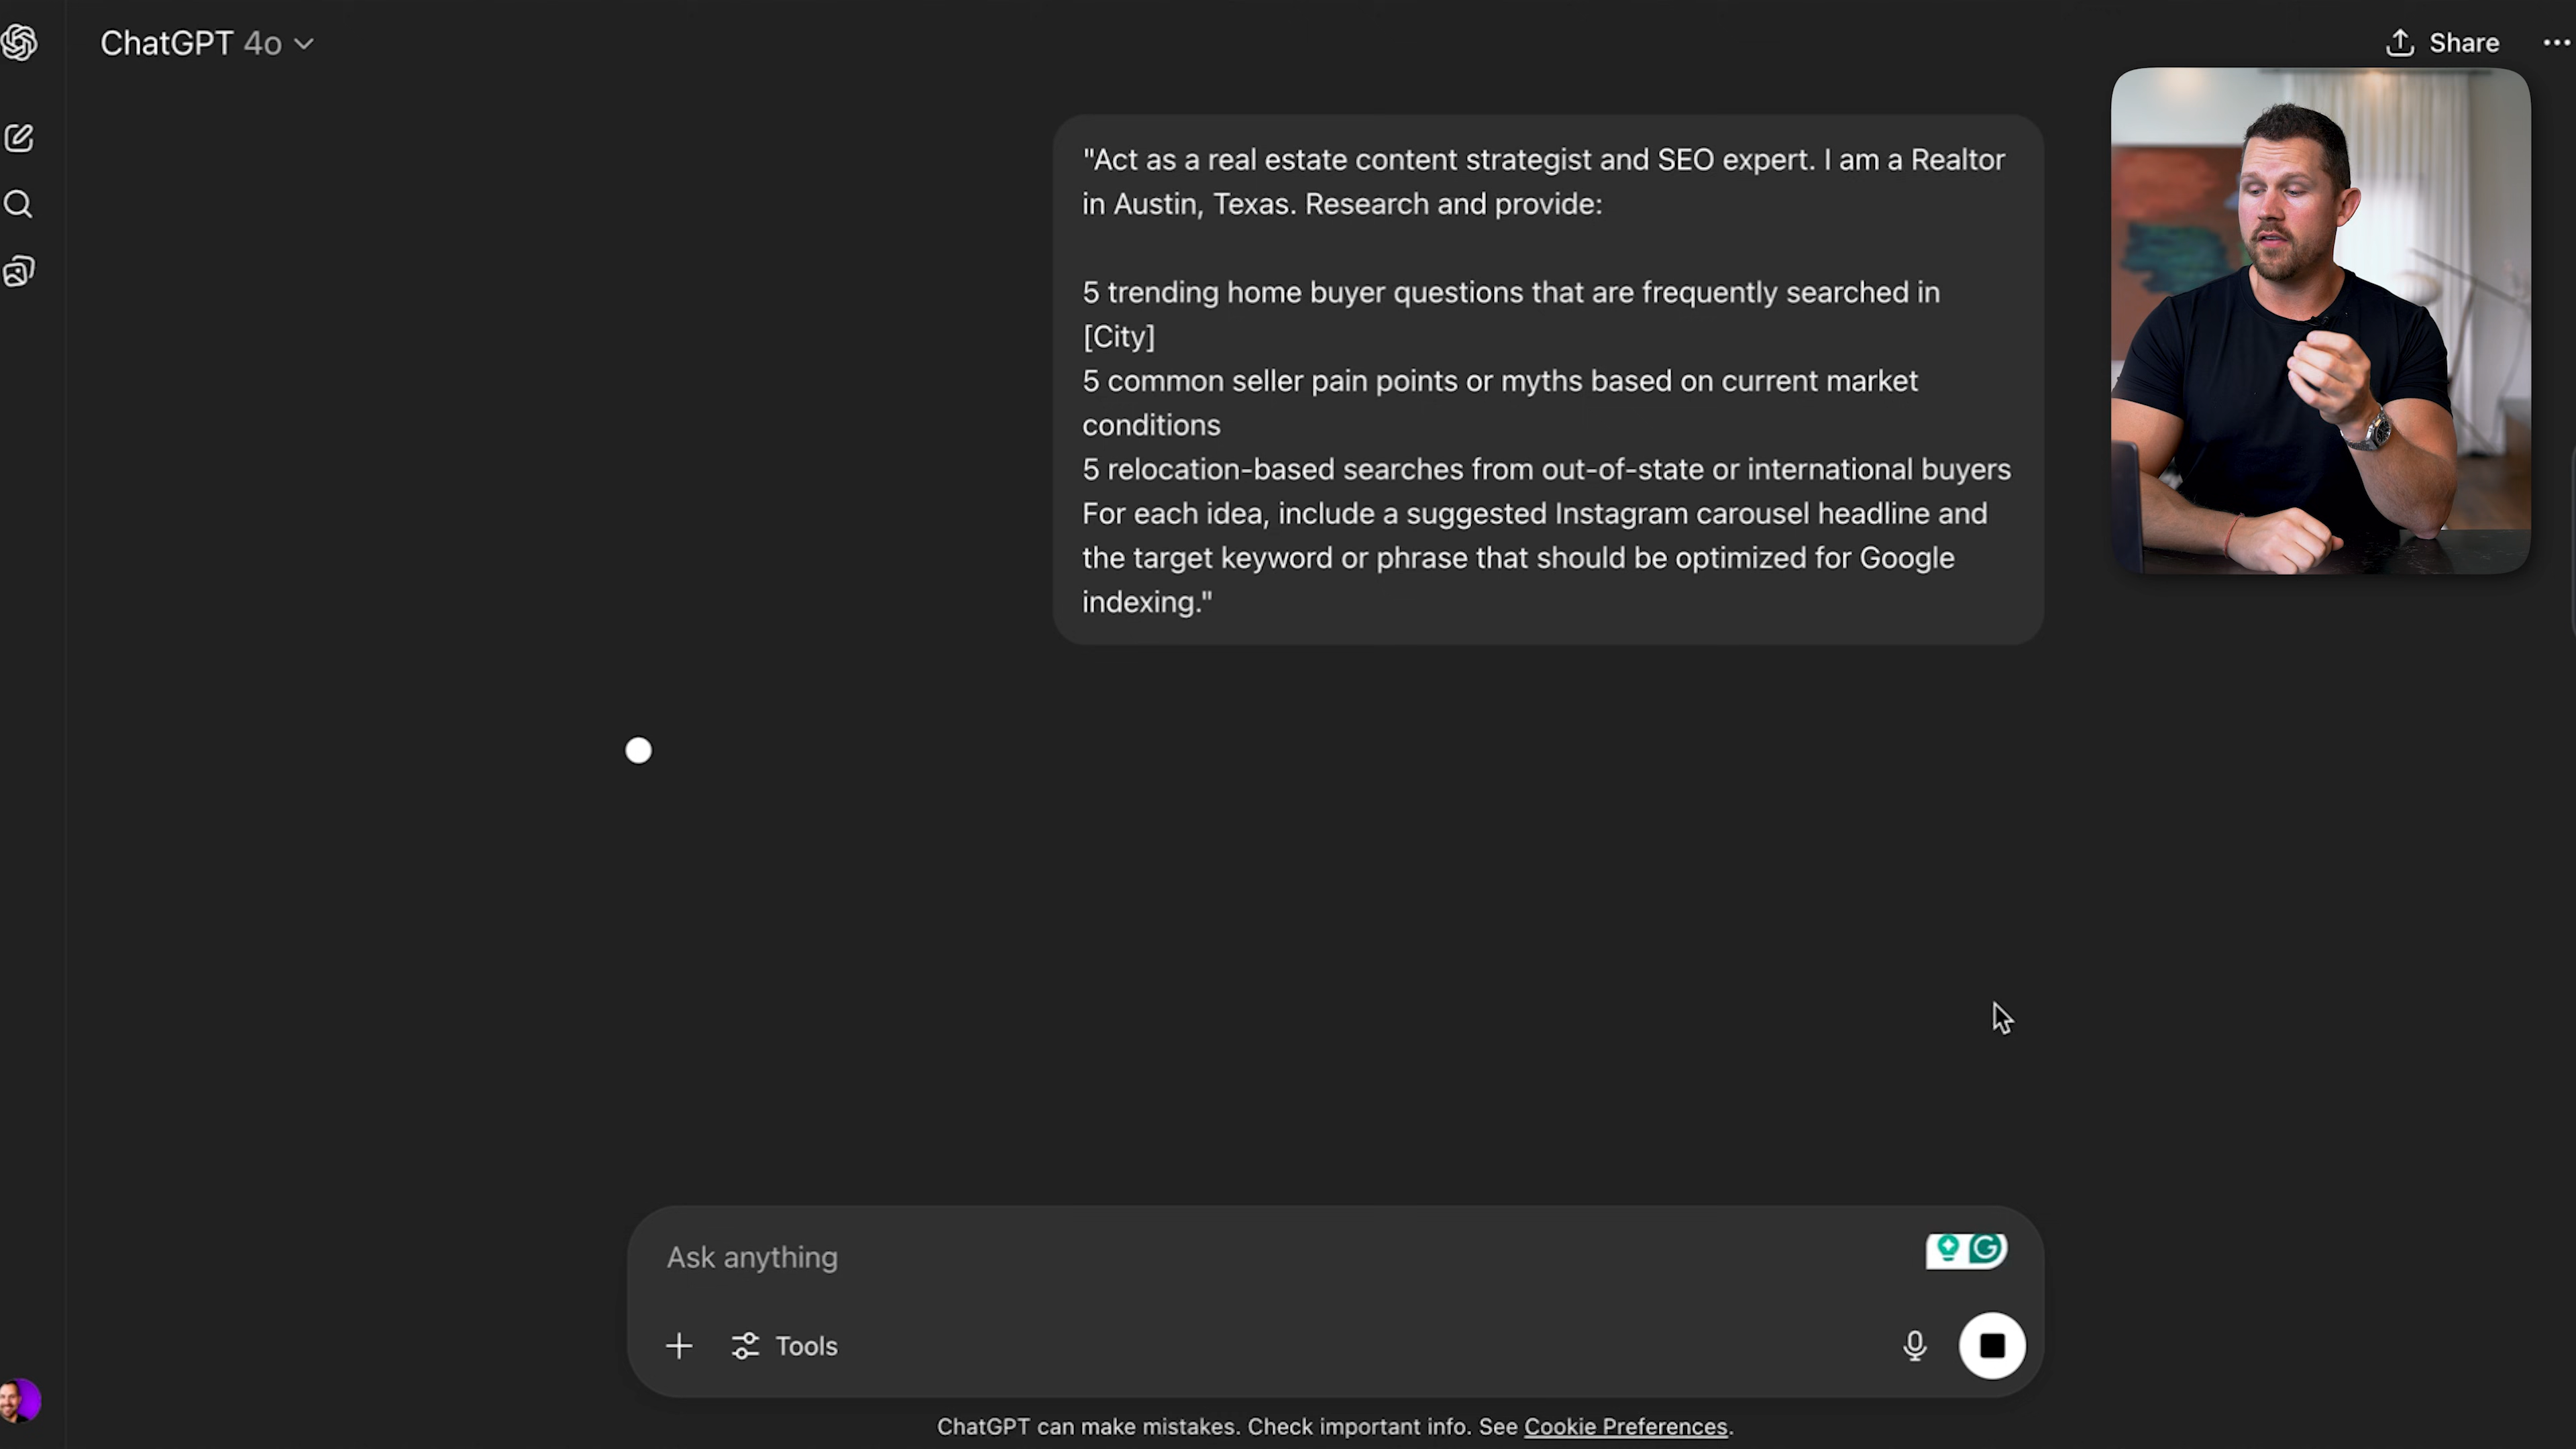 ChatGPT 4o
Share
"Act as a real estate content strategist and SEO expert. I am a Realtor
in Austin, Texas. Research and provide:
5 trending home buyer questions that are frequently searched in
[City]
5 common seller pain points or myths based on current market
conditions
5 relocation-based searches from out-of-state or international buyers
For each idea, include a suggested Instagram carousel headline and
the target keyword or phrase that should be optimized for Google
indexing."
Ask anything
Tools
ChatGPT can make mistakes. Check important info. See Cookie Preferences.